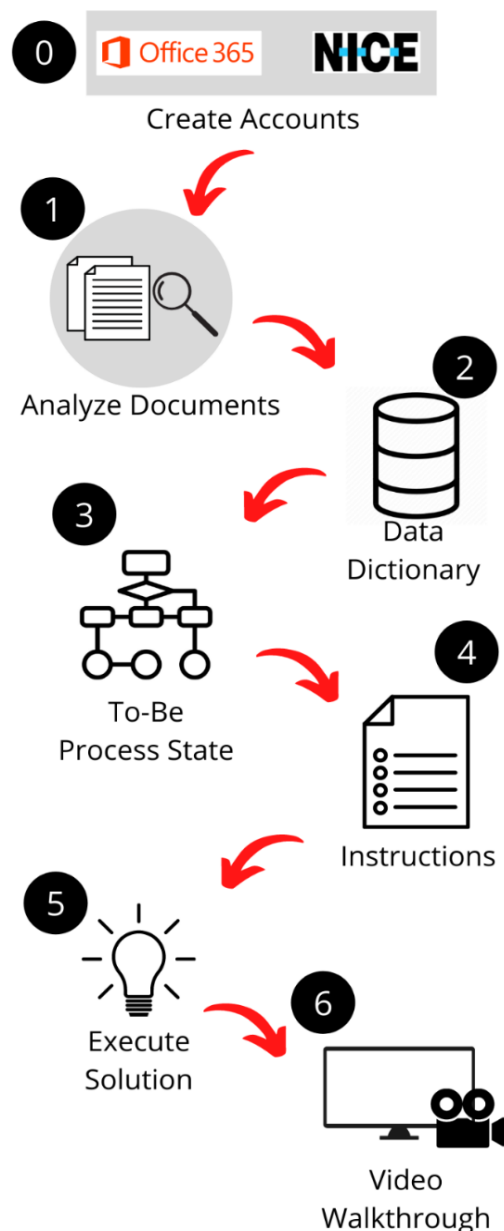 0
Office 365 NICE
Create Accounts
1
Analyze Documents
2
Data
Dictionary
3
To-Be
Process State
4
Instructions
5
Execute
Solution
6
Video
Walkthrough